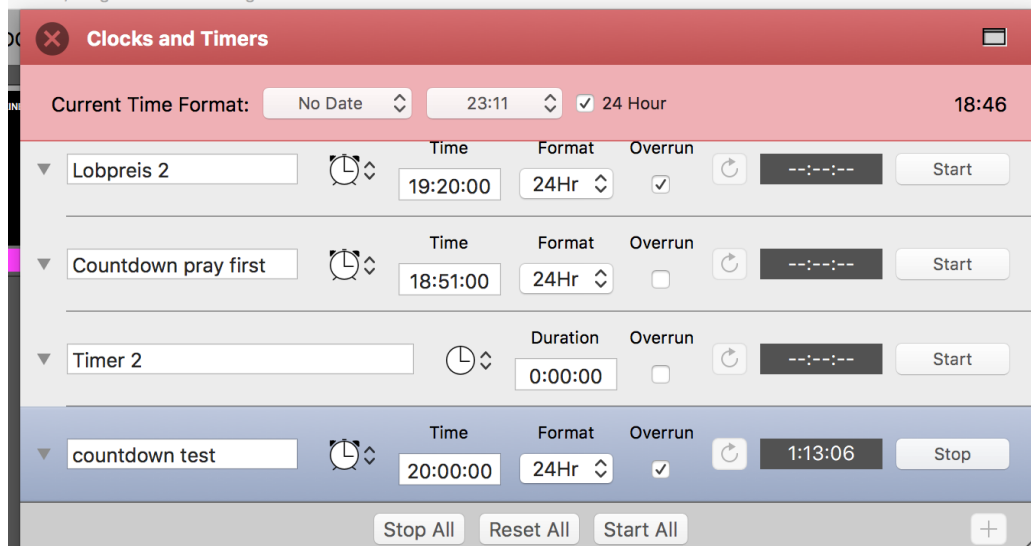 Clocks and Timers
Current Time Format: No Date 23:11 24 Hour 18:46
Time Format Overrun
Lobpreis 2 19:20:00 24Hr --:--:-- Start
Time Format Overrun
Countdown pray first 18:51:00 24Hr --:--:-- Start
Duration Overrun
Timer 2 0:00:00 --:--:-- Start
Time Format Overrun
countdown test 20:00:00 24Hr 1:13:06 Stop
Stop All Reset All Start All